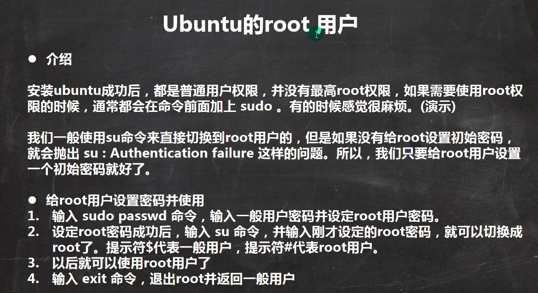 Ubuntu的root 用户
● 介绍
安装ubuntu成功后，都是普通用户权限，并没有最高root权限，如果需要使用root权
限的时候，通常都会在命令前面加上 sudo 。有的时候感觉很麻烦。(演示)
我们一般使用su命令来直接切换到root用户的，但是如果没有给root设置初始密码，
就会抛出 su : Authentication failure 这样的问题。所以，我们只要给root用户设置
一个初始密码就好了。
● 给root用户设置密码并使用
1. 输入 sudo passwd 命令，输入一般用户密码并设定root用户密码。
2. 设定root密码成功后，输入 su 命令，并输入刚才设定的root密码，就可以切换成
root了。提示符$代表一般用户，提示符#代表root用户。
3. 以后就可以使用root用户了
4. 输入 exit 命令，退出root并返回一般用户